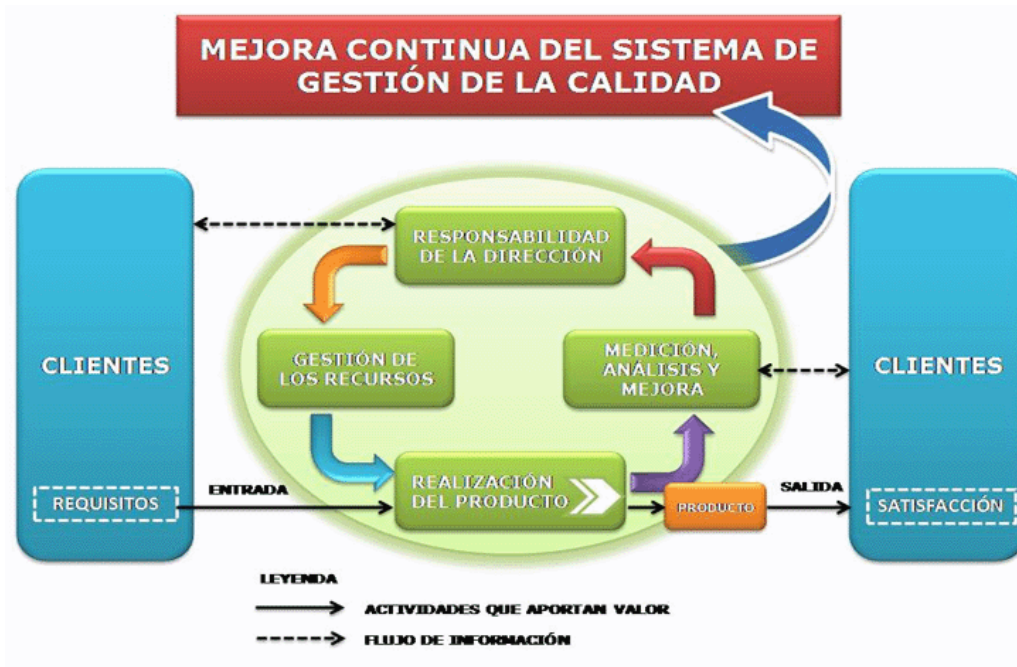 MEJORA CONTINUA DEL SISTEMA DE
GESTIÓN DE LA CALIDAD
RESPONSABILIDAD
DE LA DIRECCIÓN
CLIENTES
GESTIÓN DE
LOS RECURSOS
MEDICIÓN,
ANÁLISIS Y
MEJORA
CLIENTES
REQUISITOS
ENTRADA
REALIZACIÓN
DEL PRODUCTO
PRODUCTO
SALIDA
SATISFACCIÓN
LEYENDA
ACTIVIDADES QUE APORTAN VALOR
FLUJO DE INFORMACIÓN